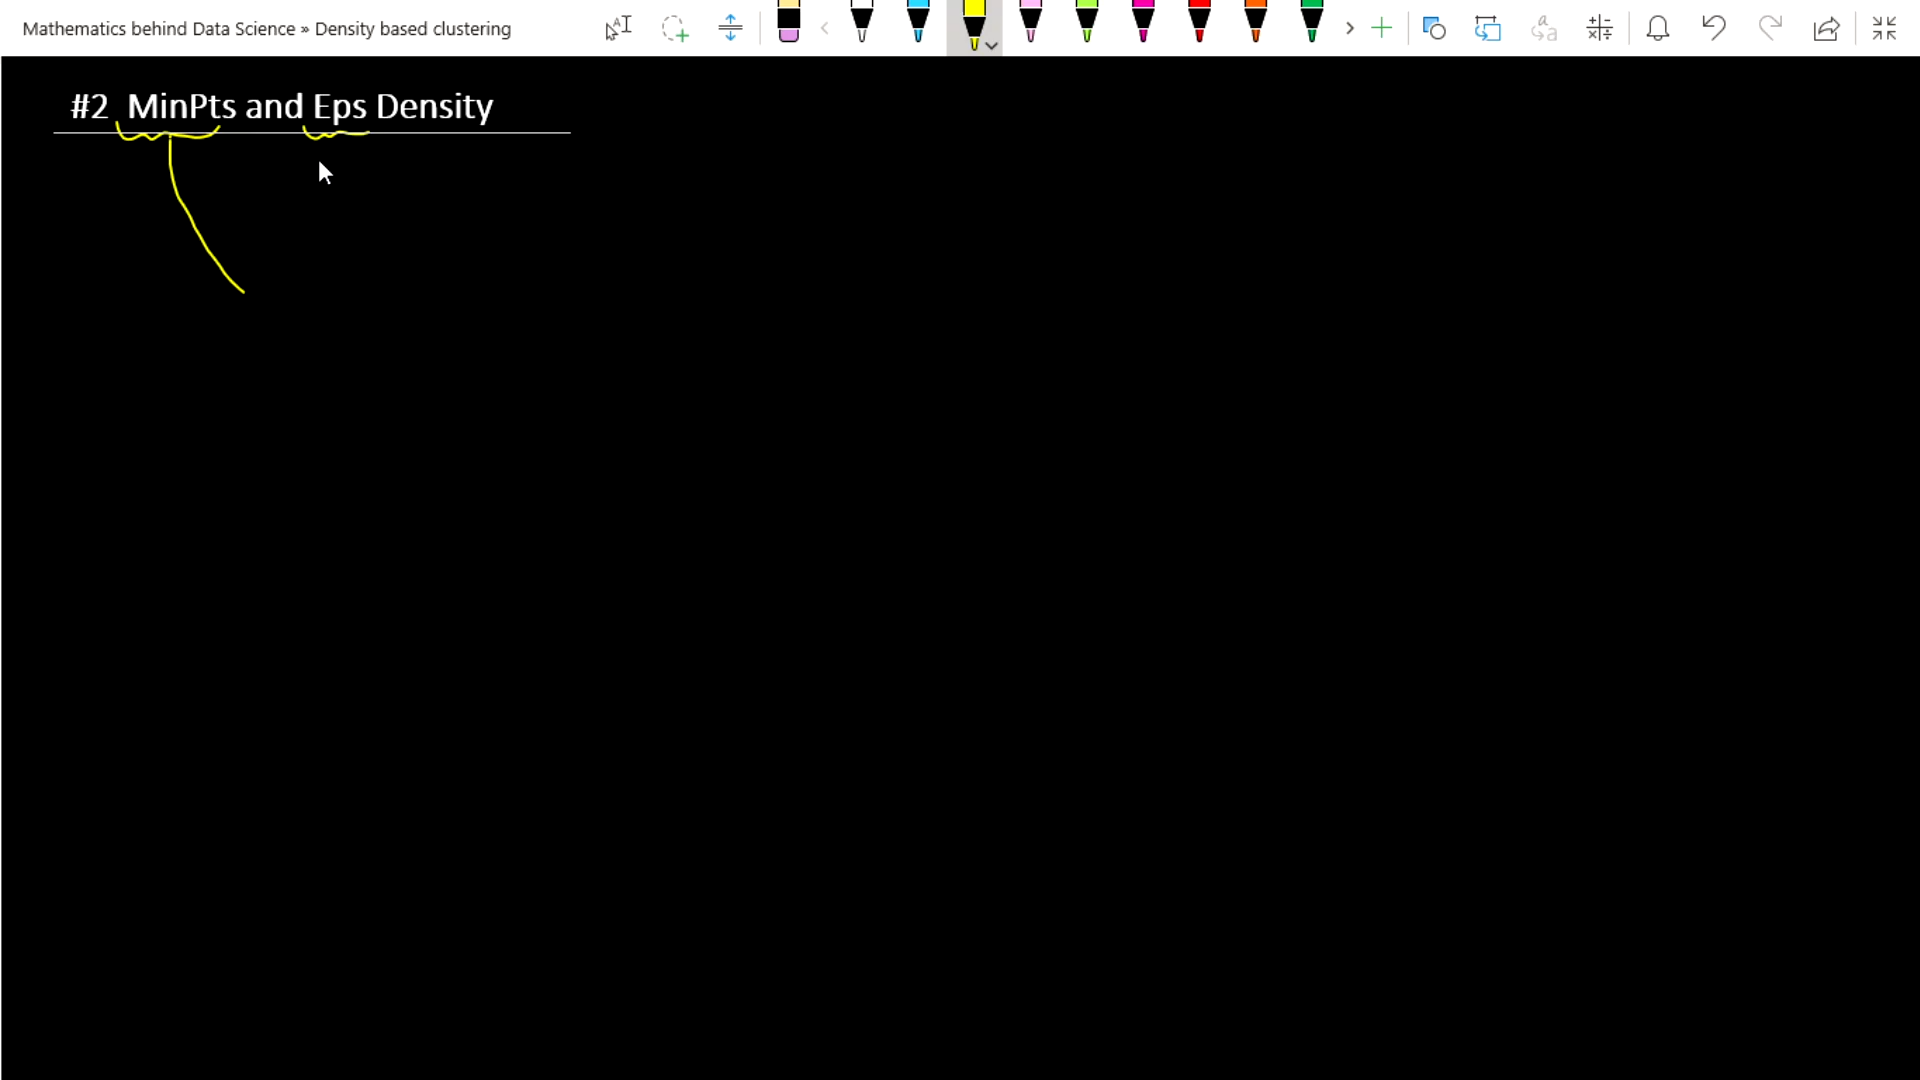 Mathematics behind Data Science » Density based clustering
#2 MinPts and Eps Density